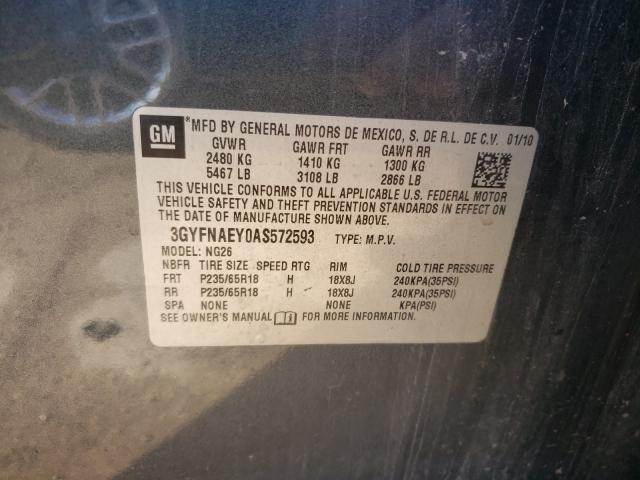 GM ®MFD BY GENERAL MOTORS DE MEXICO, S. DE R.L. DE C.V. 01/10
GVWR GAWR FRT GAWR RR
2480 KG 1410 KG 1300 KG
5467 LB 3108 LB 2866 LB
THIS VEHICLE CONFORMS TO ALL APPLICABLE U.S. FEDERAL MOTOR
VEHICLE SAFETY AND THEFT PREVENTION STANDARDS IN EFFECT ON
THE DATE OF MANUFACTURE SHOWN ABOVE.
3GYFNAEY0AS572593 TYPE: M.P.V.
MODEL: NG26
NBFR TIRE SIZE SPEED RTG RIM COLD TIRE PRESSURE
FRT P235/65R18 H 18X8J 240KPA(35PSI)
RR P235/65R18 H 18X8J 240KPA(35PSI)
SPA NONE NONE KPA(PSI)
SEE OWNER'S MANUAL FOR MORE INFORMATION.